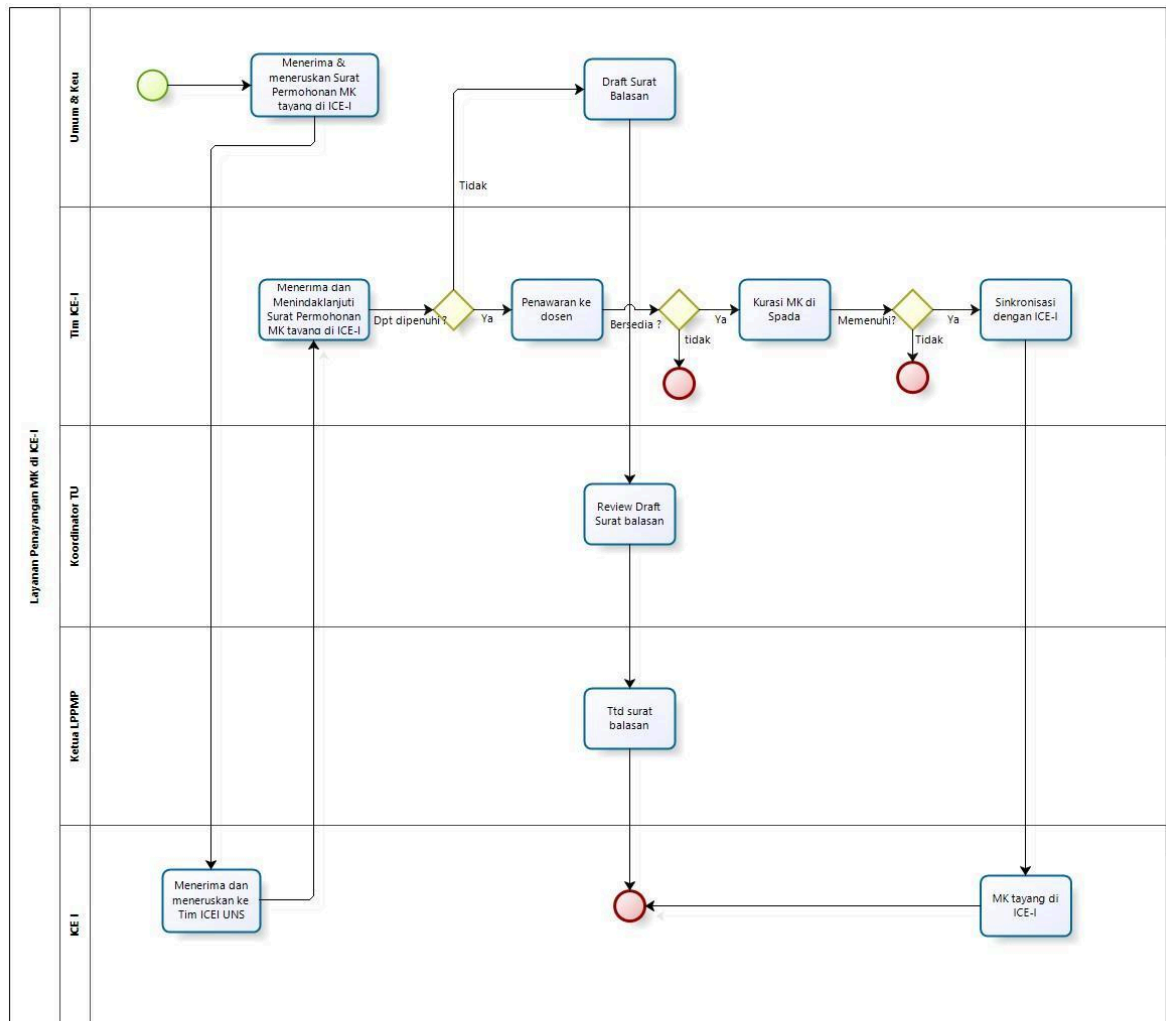 Layanan Penayangan MK di ICE-I
Umum & Keu
Menerima &
meneruskan Surat
Permohonan MK
tayang di ICE-I
Draft Surat
Balasan
Tidak
Tim ICE-I
Menerima dan
Menindaklanjuti
Surat Permohonan
MK tayang di ICE-I
Dpt dipenuhi ?
Ya
Penawaran ke
dosen
Bersedia ?
Ya
tidak
Kurasi MK di
Spada
Memenuhi?
Ya
Tidak
Sinkronisasi
dengan ICE-I
Koordinator TU
Review Draft
Surat balasan
Ketua LPPMP
Ttd surat
balasan
ICE I
Menerima dan
meneruskan ke
Tim ICEI UNS
MK tayang di
ICE-I